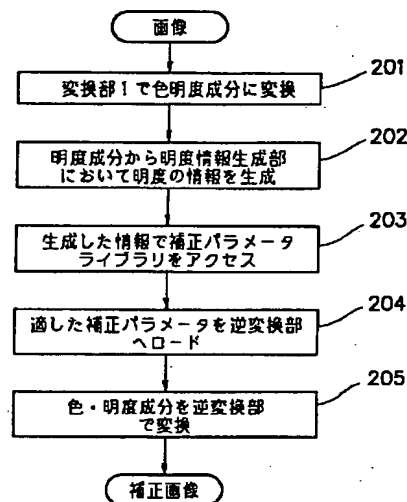 画像
201
変換部1で色明度成分に変換
202
明度成分から明度情報生成部
において明度の情報を生成
203
生成した情報で補正パラメータ
ライブラリをアクセス
204
適した補正パラメータを逆変換部
へロード
205
色・明度成分を逆変換部
で変換
補正画像